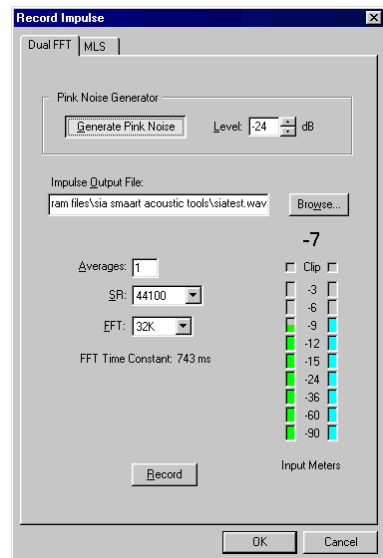 Record Impulse
Dual FFT
MLS
Pink Noise Generator
Generate Pink Noise
Level: -24 dB
Impulse Output File:
ram files\sia smaart acoustic tools\siatest.wav
Browse...
-7
Averages: 1
Clip
SR: 44100
-3
-6
FFT: 32K
-9
-12
FFT Time Constant: 743 ms
-15
-24
-36
-60
-90
Input Meters
Record
OK
Cancel